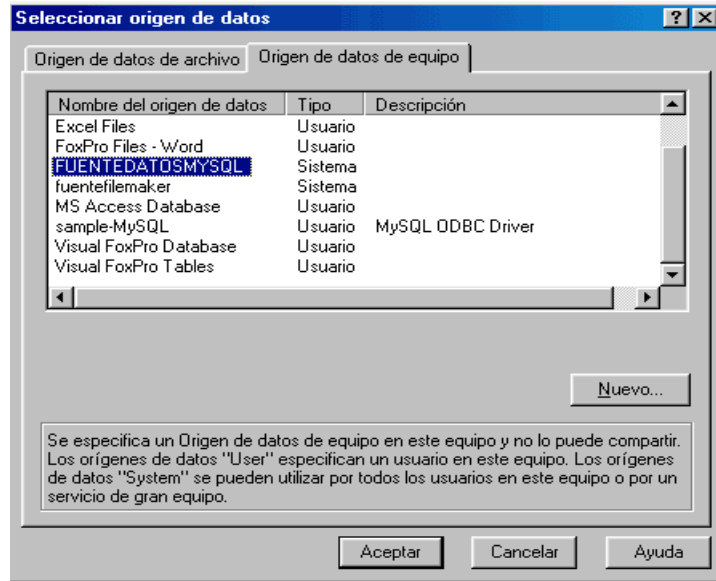 Seleccionar origen de datos
Origen de datos de archivo Origen de datos de equipo
Nombre del origen de datos Tipo Descripción
Excel Files Usuario
FoxPro Files - Word Usuario
FUENTEDATOSMYSQL Sistema
fuentefilemaker Sistema
MS Access Database Usuario
sample-MySQL Usuario MySQL ODBC Driver
Visual FoxPro Database Usuario
Visual FoxPro Tables Usuario
Nuevo...
Se especifica un Origen de datos de equipo en este equipo y no lo puede compartir.
Los orígenes de datos "User" especifican un usuario en este equipo. Los orígenes
de datos "System" se pueden utilizar por todos los usuarios en este equipo o por un
servicio de gran equipo.
Aceptar Cancelar Ayuda